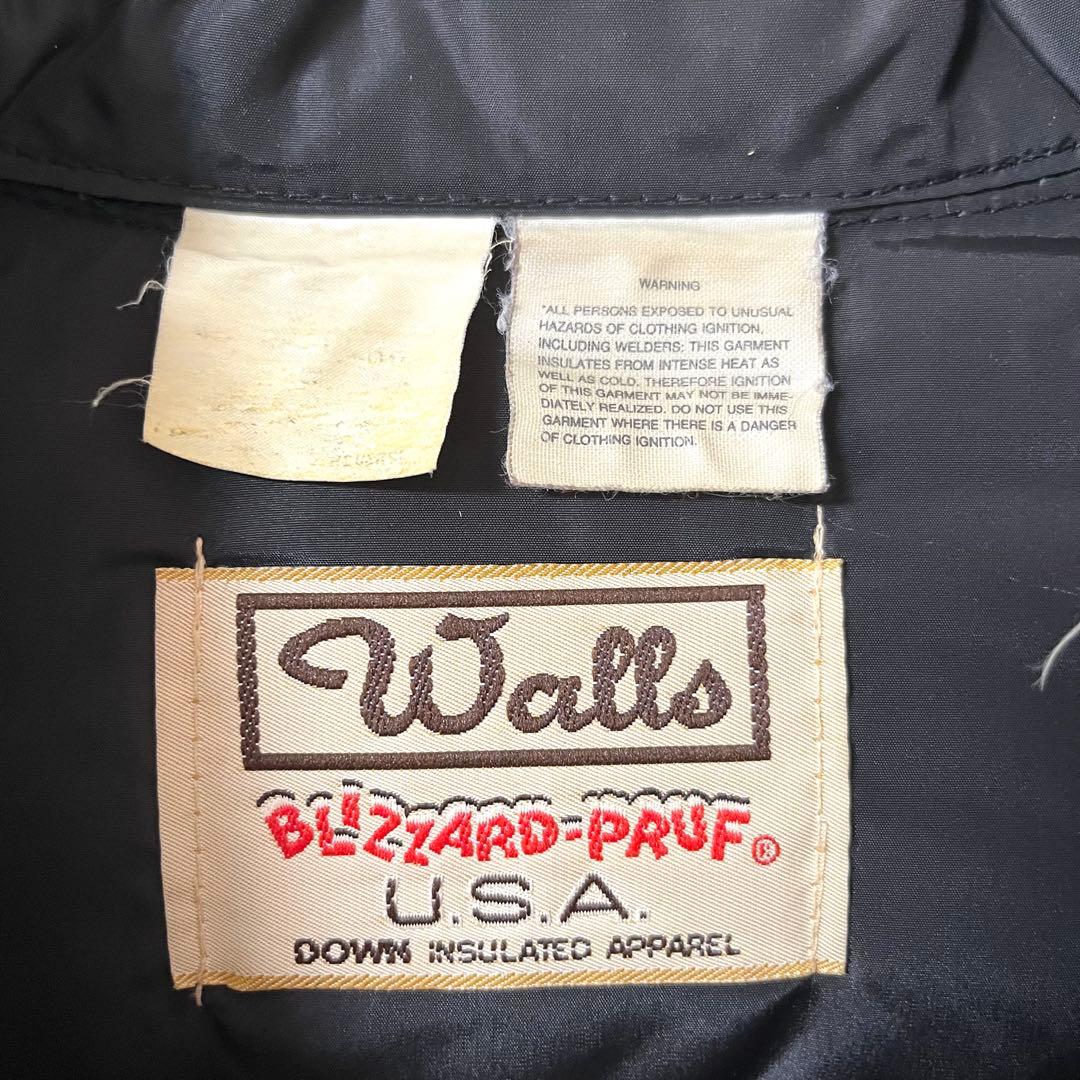 WARNING
"ALL PERSONS EXPOSED TO UNUSUAL
HAZARDS OF CLOTHING IGNITION,
INCLUDING WELDERS: THIS GARMENT
INSULATES FROM INTENSE HEAT AS
WELL AS COLD. THEREFORE IGNITION
OF THIS GARMENT MAY NOT BE IMME-
DIATELY REALIZED. DO NOT USE THIS
GARMENT WHERE THERE IS A DANGER
OF CLOTHING IGNITION.
Walls
BLIZZARD-PRUF®
U.S.A.
DOWN INSULATED APPAREL